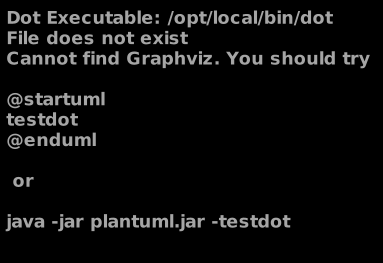 Dot Executable: /opt/local/bin/dot
File does not exist
Cannot find Graphviz. You should try
@startuml
testdot
@enduml
or
java -jar plantuml.jar -testdot